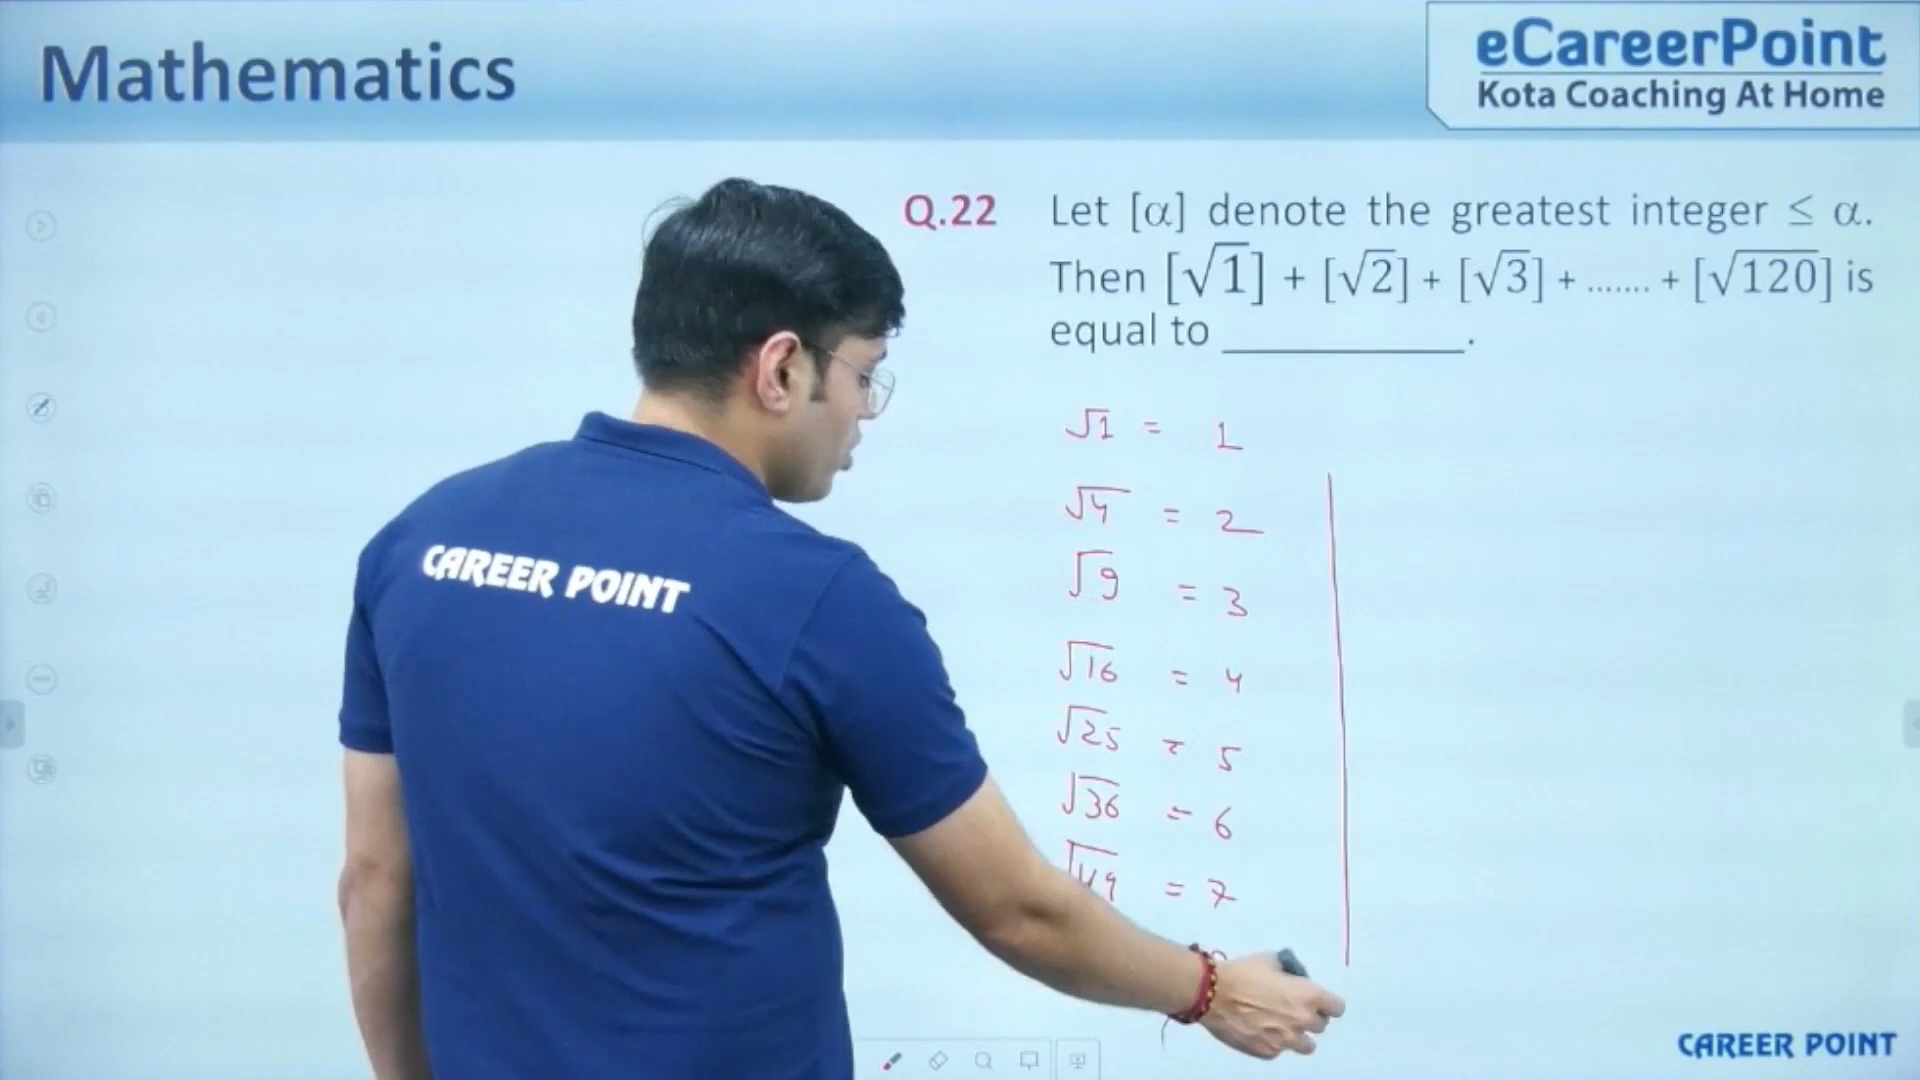 Mathematics
eCareerPoint
Kota Coaching At Home
Q.22 Let [α] denote the greatest integer ≤ α.
Then [√1] + [√2] + [√3] + ....... + [√120] is
equal to ___________.
√1 = 1
√4 = 2
√9 = 3
√16 = 4
√25 = 5
√36 = 6
√49 = 7
CAREER POINT
CAREER POINT